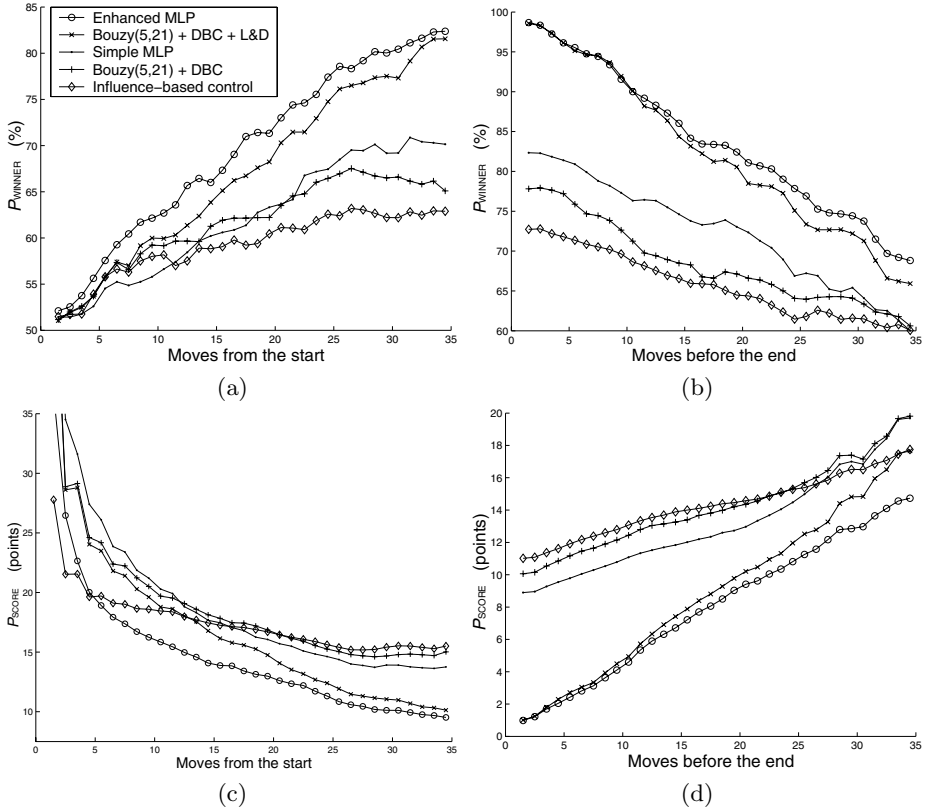 Enhanced MLP
Bouzy(5,21) + DBC + L&D
Simple MLP
Bouzy(5,21) + DBC
Influence−based control
85
80
75
70
65
60
55
50
0 5 10 15 20 25 30 35
PWINNER (%)
Moves from the start
(a)
100
95
90
85
80
75
70
65
60
0 5 10 15 20 25 30 35
PWINNER (%)
Moves before the end
(b)
35
30
25
20
15
10
0 5 10 15 20 25 30 35
PSCORE (points)
Moves from the start
(c)
20
18
16
14
12
10
8
6
4
2
0
0 5 10 15 20 25 30 35
PSCORE (points)
Moves before the end
(d)